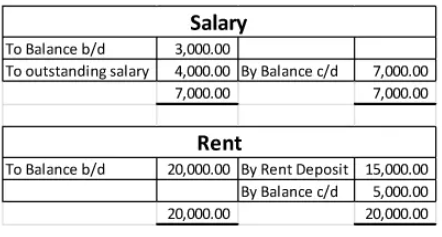 Salary
To Balance b/d 3,000.00
To outstanding salary 4,000.00 By Balance c/d 7,000.00
7,000.00 7,000.00
Rent
To Balance b/d 20,000.00 By Rent Deposit 15,000.00
By Balance c/d 5,000.00
20,000.00 20,000.00